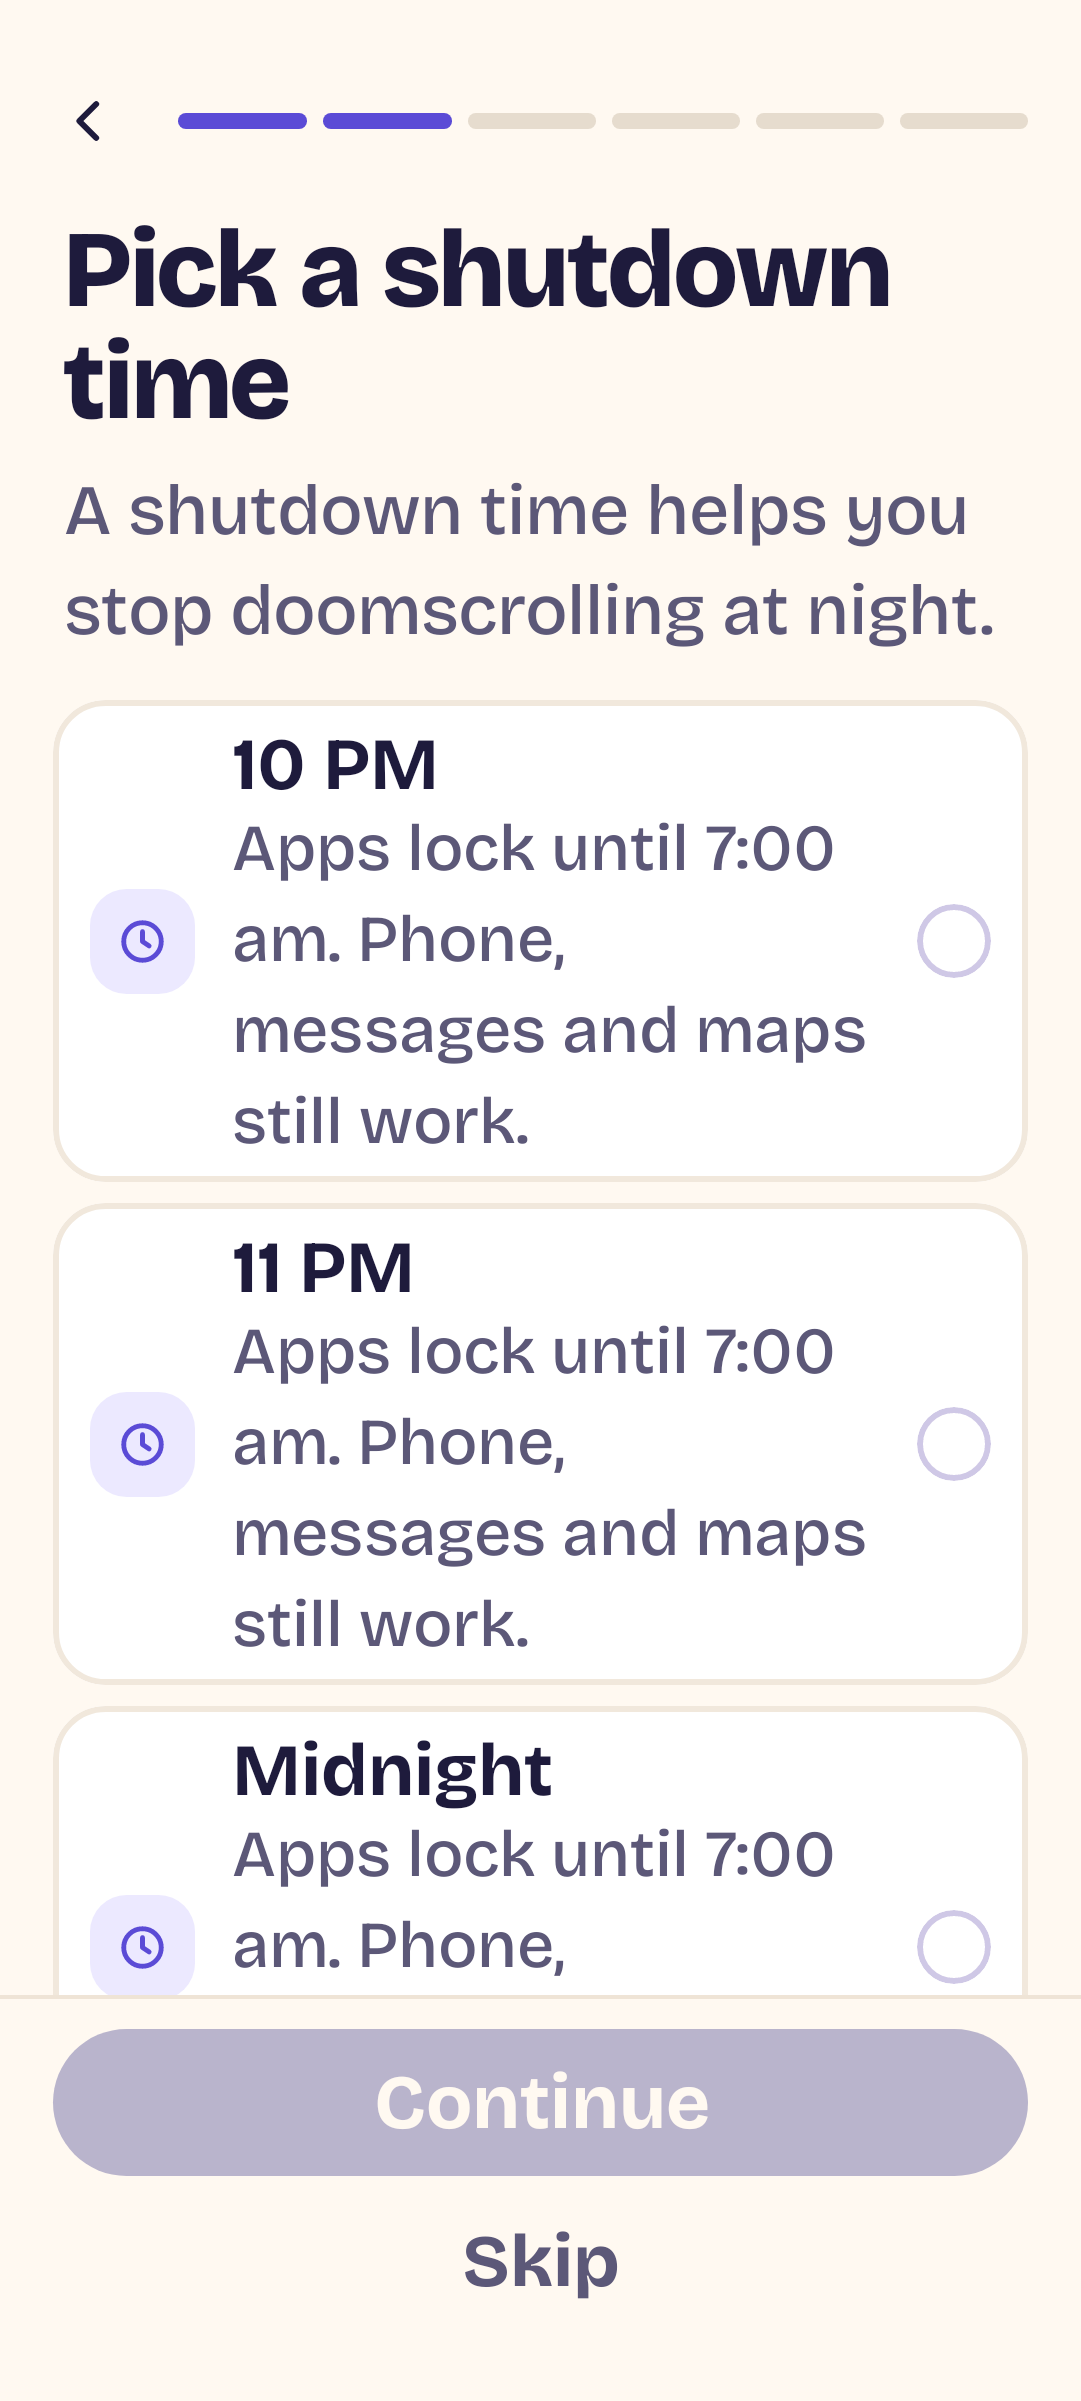 Pick a shutdown
time
A shutdown time helps you
stop doomscrolling at night.
10 PM
Apps lock until 7:00
am. Phone,
messages and maps
still work.
11 PM
Apps lock until 7:00
am. Phone,
messages and maps
still work.
Midnight
Apps lock until 7:00
am. Phone,
Continue
Skip